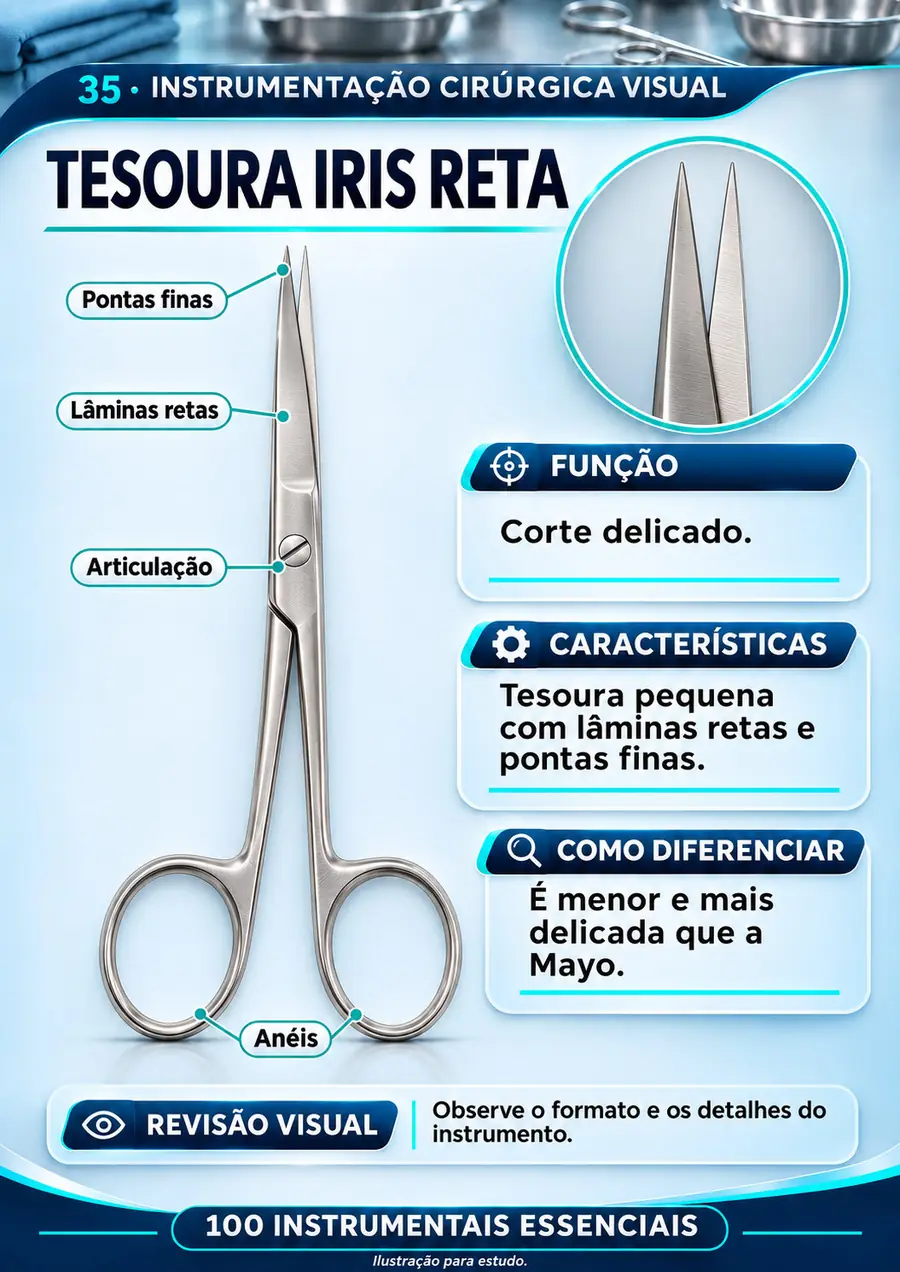 35 · INSTRUMENTAÇÃO CIRÚRGICA VISUAL
TESOURA IRIS RETA
Pontas finas
Lâminas retas
Articulação
Anéis
FUNÇÃO
Corte delicado.
CARACTERÍSTICAS
Tesoura pequena
com lâminas retas e
pontas finas.
COMO DIFERENCIAR
É menor e mais
delicada que a
Mayo.
REVISÃO VISUAL
Observe o formato e os detalhes do
instrumento.
100 INSTRUMENTAIS ESSENCIAIS
Ilustração para estudo.